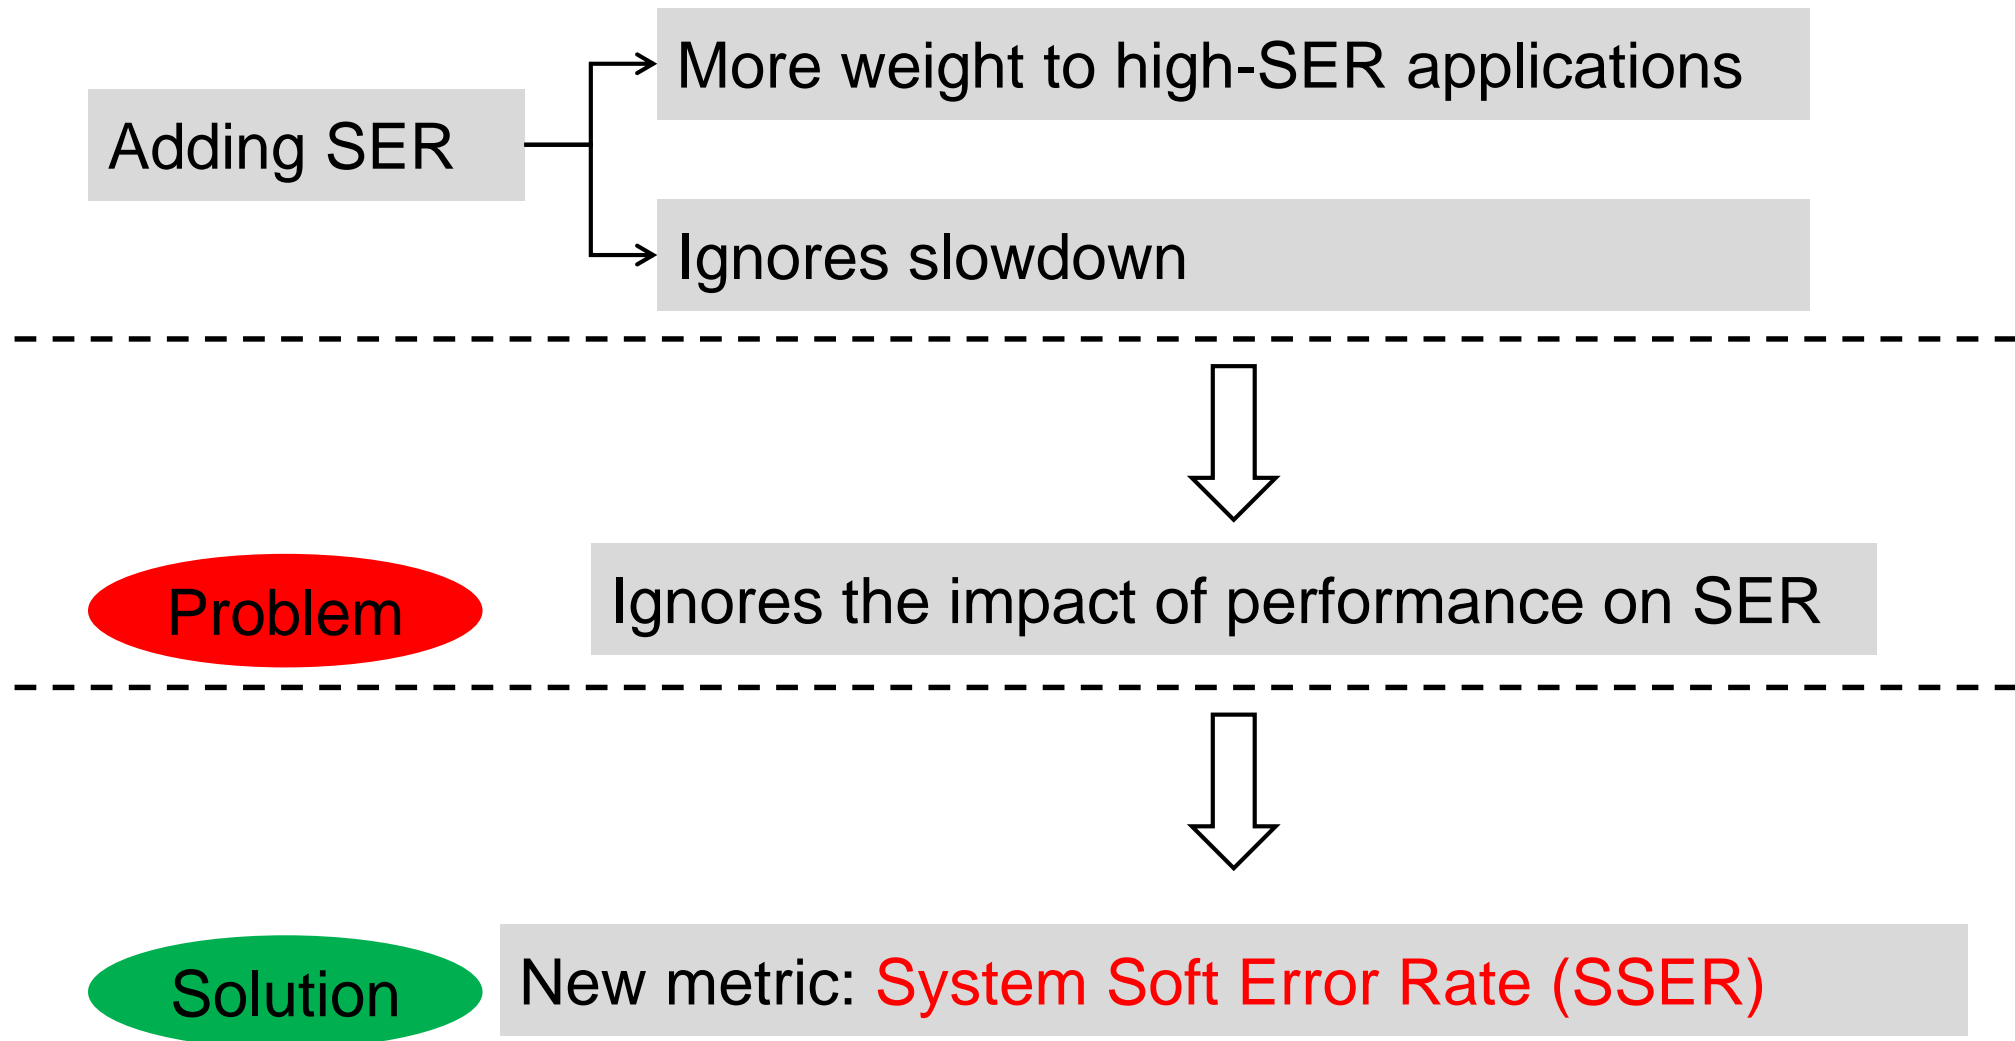 More weight to high-SER applications
Adding SER
Ignores slowdown
Problem
Ignores the impact of performance on SER
Solution
New metric: System Soft Error Rate (SSER)